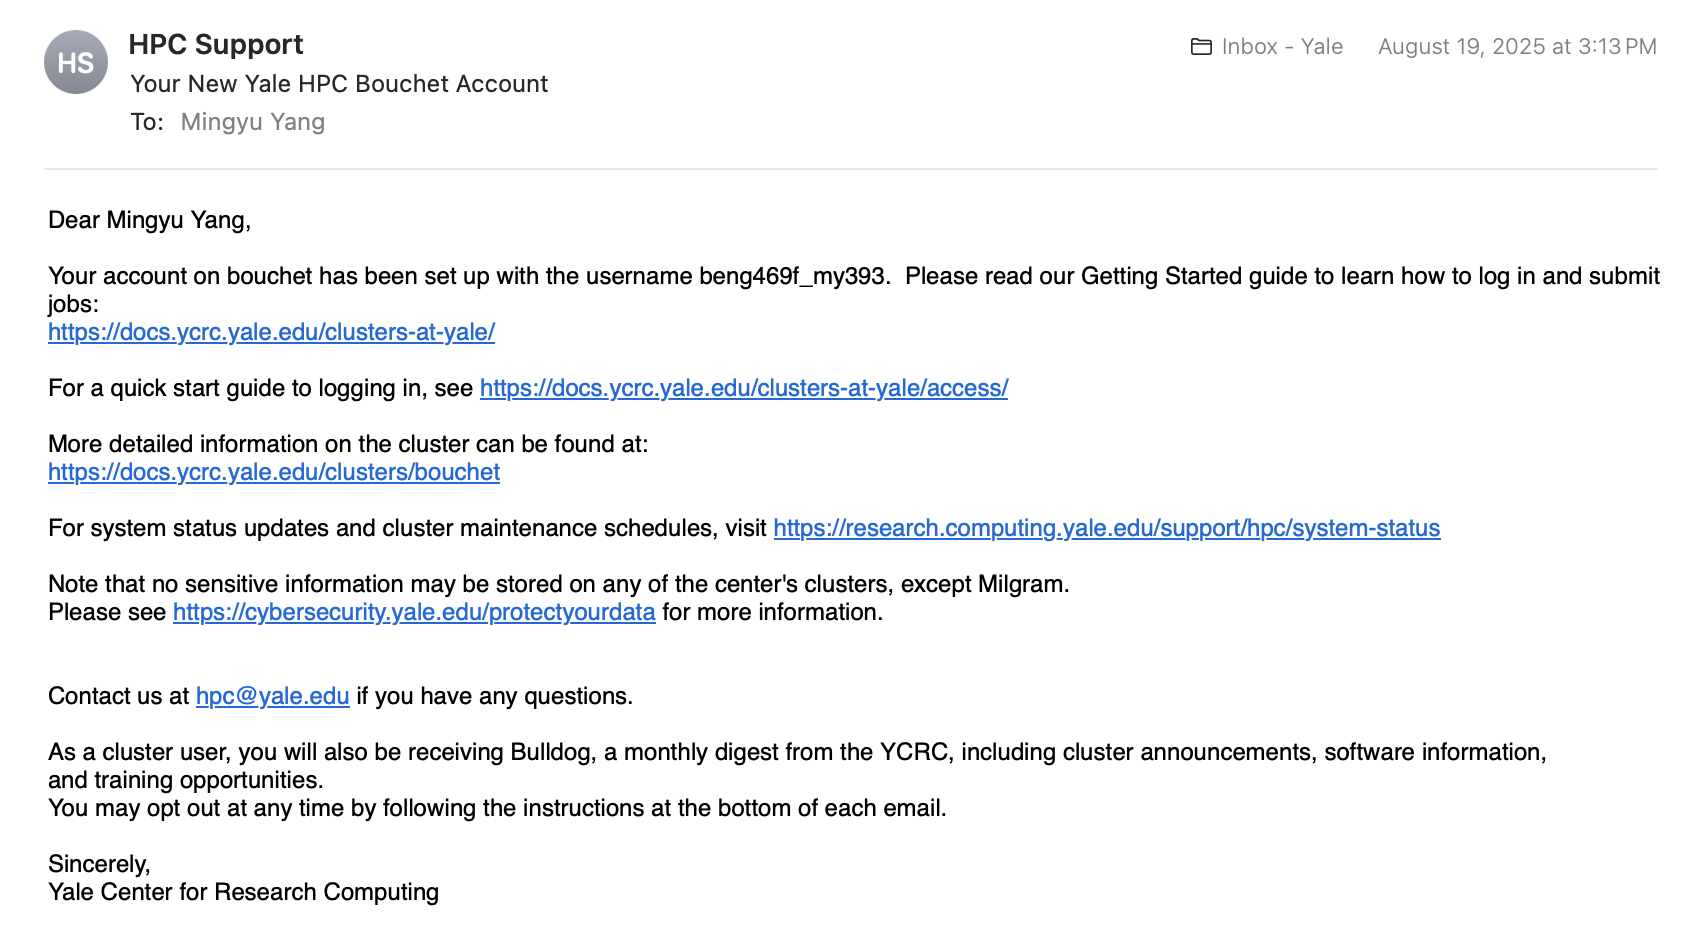 HS
HPC Support
Inbox - Yale
August 19, 2025 at 3:13 PM
Your New Yale HPC Bouchet Account
To: Mingyu Yang
Dear Mingyu Yang,
Your account on bouchet has been set up with the username beng469f_my393.  Please read our Getting Started guide to learn how to log in and submit
jobs:
https://docs.ycrc.yale.edu/clusters-at-yale/
For a quick start guide to logging in, see https://docs.ycrc.yale.edu/clusters-at-yale/access/
More detailed information on the cluster can be found at:
https://docs.ycrc.yale.edu/clusters/bouchet
For system status updates and cluster maintenance schedules, visit https://research.computing.yale.edu/support/hpc/system-status
Note that no sensitive information may be stored on any of the center's clusters, except Milgram.
Please see https://cybersecurity.yale.edu/protectyourdata for more information.
Contact us at hpc@yale.edu if you have any questions.
As a cluster user, you will also be receiving Bulldog, a monthly digest from the YCRC, including cluster announcements, software information,
and training opportunities.
You may opt out at any time by following the instructions at the bottom of each email.
Sincerely,
Yale Center for Research Computing